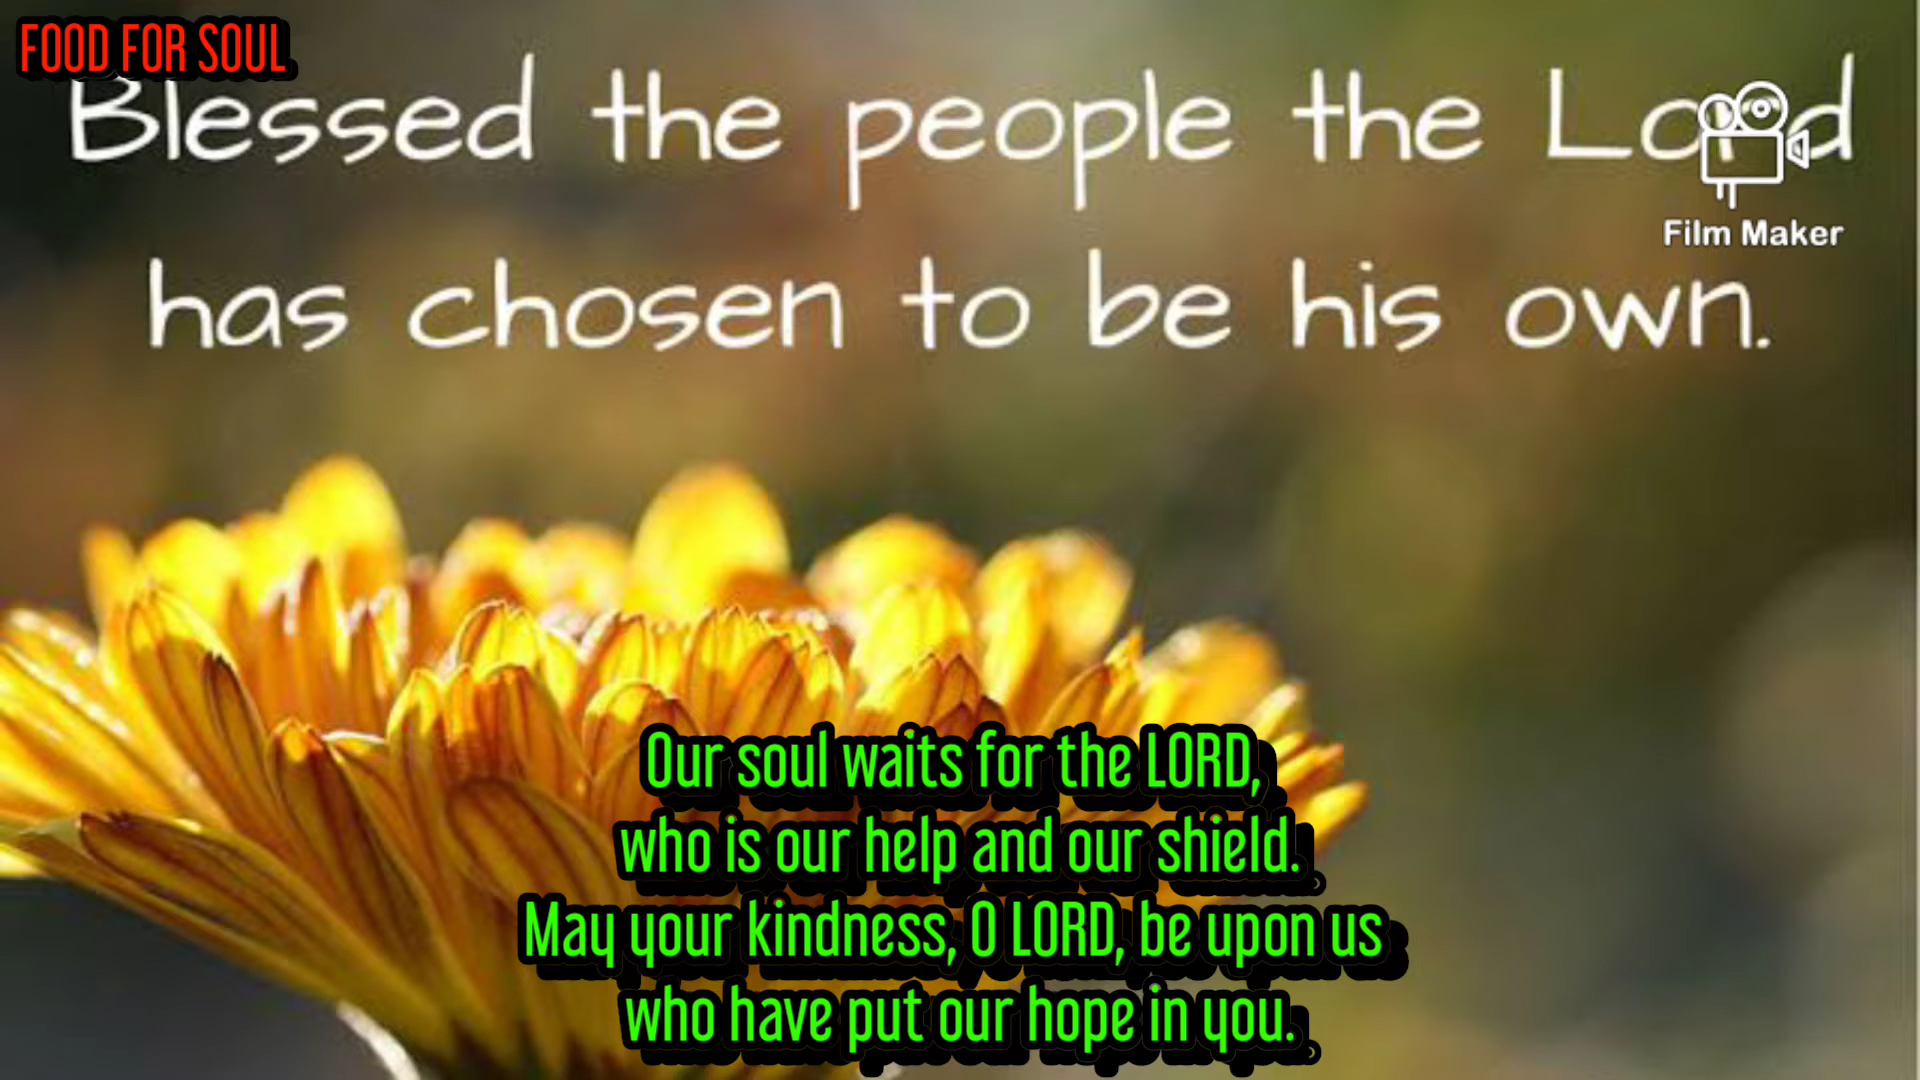 FOOD FOR SOUL
Blessed the people the Lord
Film Maker
has chosen to be his own.
Our soul waits for the LORD,
who is our help and our shield.
May your kindness, O LORD, be upon us
who have put our hope in you.